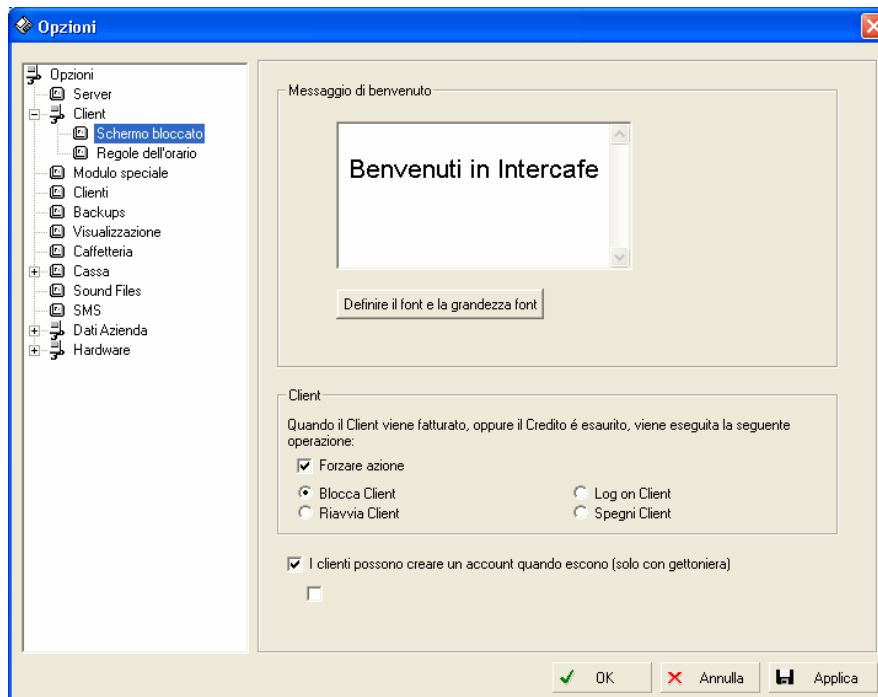 Opzioni
Opzioni
Server
Client
Schermo bloccato
Regole dell'orario
Modulo speciale
Clienti
Backups
Visualizzazione
Caffetteria
Cassa
Sound Files
SMS
Dati Azienda
Hardware
Messaggio di benvenuto
Benvenuti in Intercafe
Definire il font e la grandezza font
Client
Quando il Client viene fatturato, oppure il Credito é esaurito, viene eseguita la seguente
operazione:
Forzare azione
Blocca Client
Log on Client
Riavvia Client
Spegni Client
I clienti possono creare un account quando escono (solo con gettoniera)
OK
Annulla
Applica